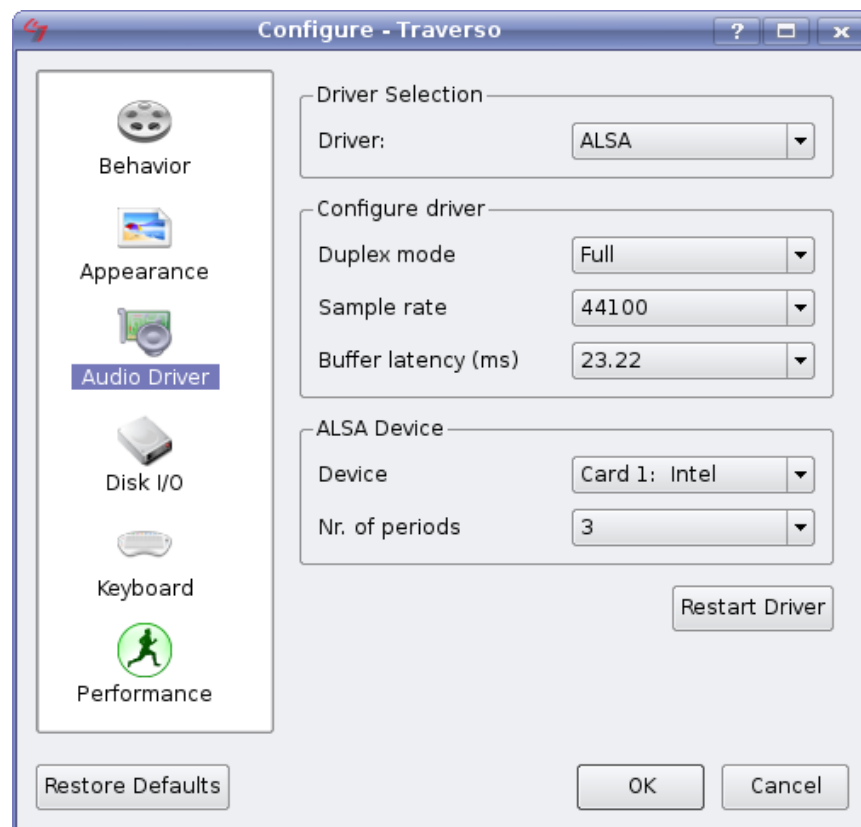 Configure - Traverso
Behavior
Appearance
Audio Driver
Disk I/O
Keyboard
Performance
Driver Selection
Driver: ALSA
Configure driver
Duplex mode Full
Sample rate 44100
Buffer latency (ms) 23.22
ALSA Device
Device Card 1: Intel
Nr. of periods 3
Restart Driver
Restore Defaults OK Cancel